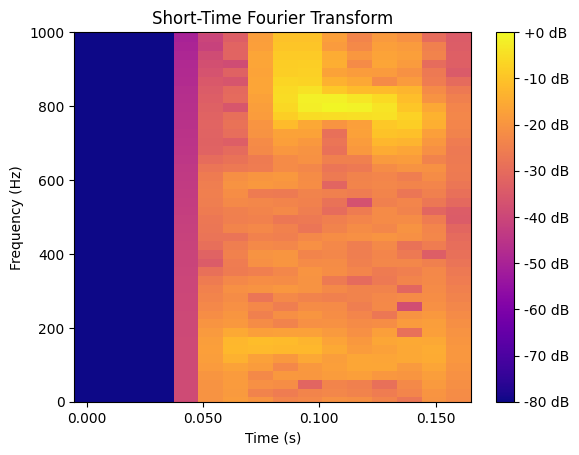 Short-Time Fourier Transform
1000
800
600
400
200
0
Frequency (Hz)
0.000
0.050
0.100
0.150
Time (s)
+0 dB
-10 dB
-20 dB
-30 dB
-40 dB
-50 dB
-60 dB
-70 dB
-80 dB